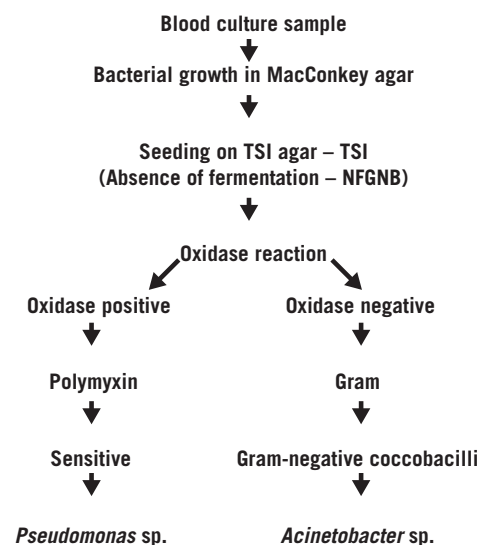 Blood culture sample
Bacterial growth in MacConkey agar
Seeding on TSI agar – TSI
(Absence of fermentation – NFGNB)
Oxidase reaction
Oxidase positive
Oxidase negative
Polymyxin
Gram
Sensitive
Gram-negative coccobacilli
Pseudomonas sp.
Acinetobacter sp.